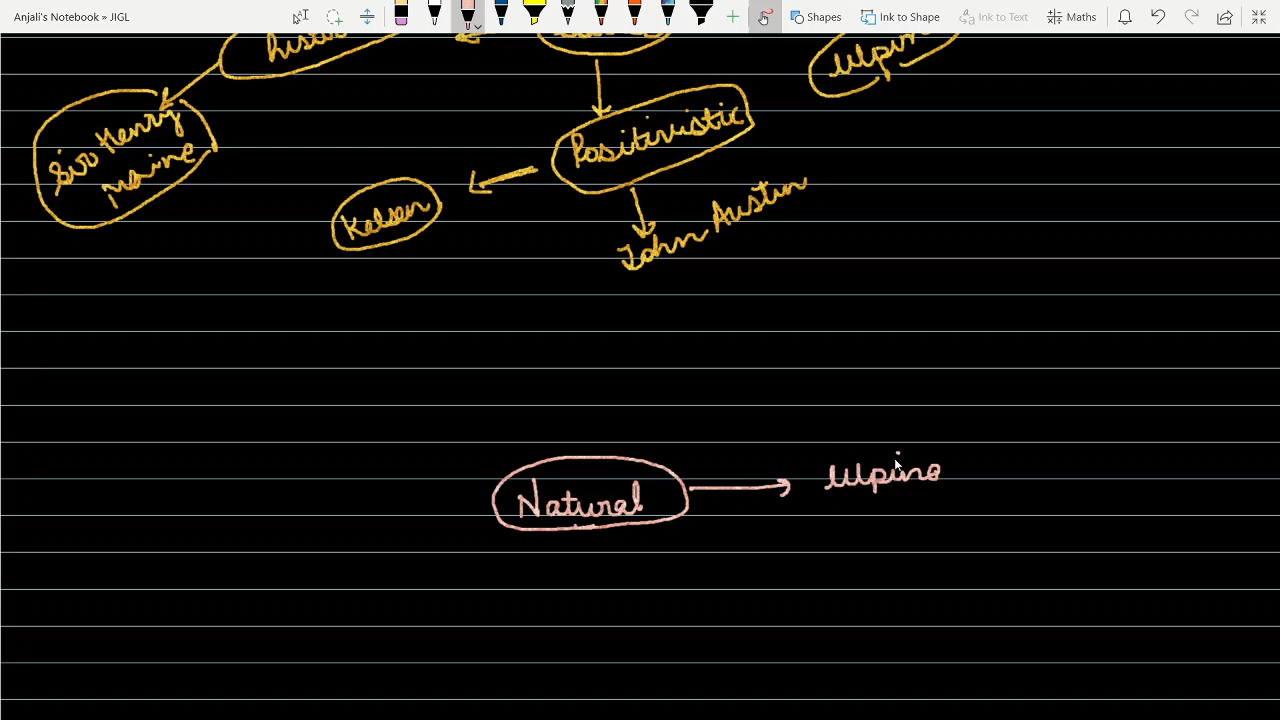 Anjali's Notebook » JIGL
Shapes
Ink to Shape
Ink to Text
Maths
Ulpine
Sir Henry
Maine
Positivistic
Kelsen
John Austin
Natural
Ulpine